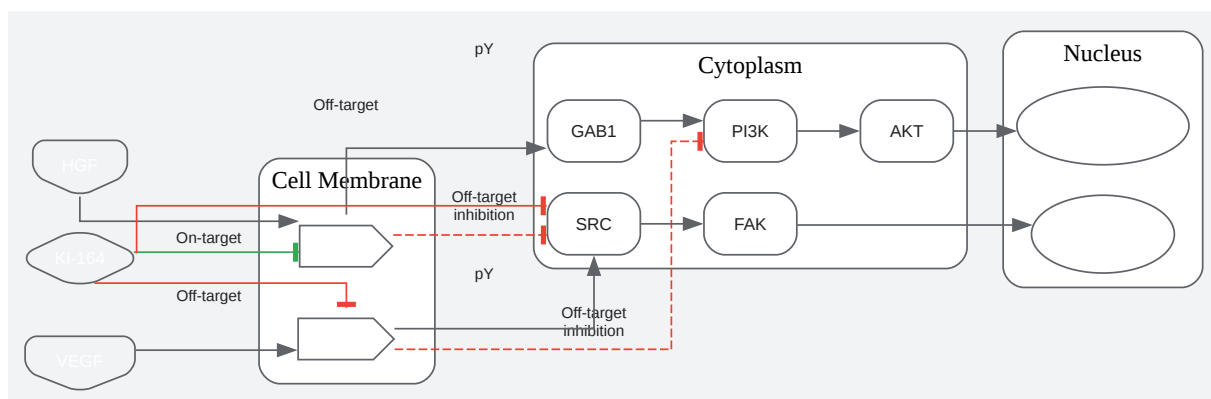 pY
Cytoplasm
Nucleus
Off-target
GAB1
PI3K
AKT
HGF
Cell Membrane
Off-target
inhibition
SRC
FAK
On-target
KI-164
pY
Off-target
Off-target
inhibition
VEGF